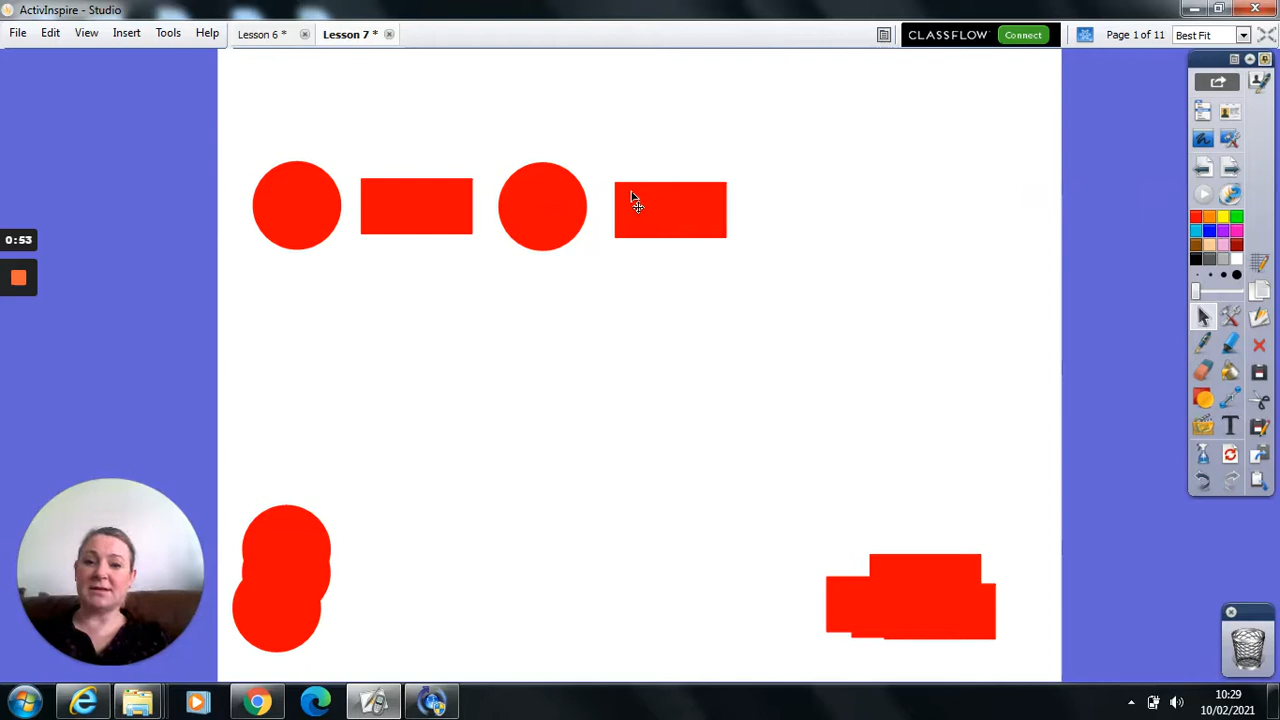 ActivInspire - Studio
File Edit View Insert Tools Help
Lesson 6 * Lesson 7 *
CLASSFLOW Connect
Page 1 of 11 Best Fit
0:53
T
10:29
10/02/2021